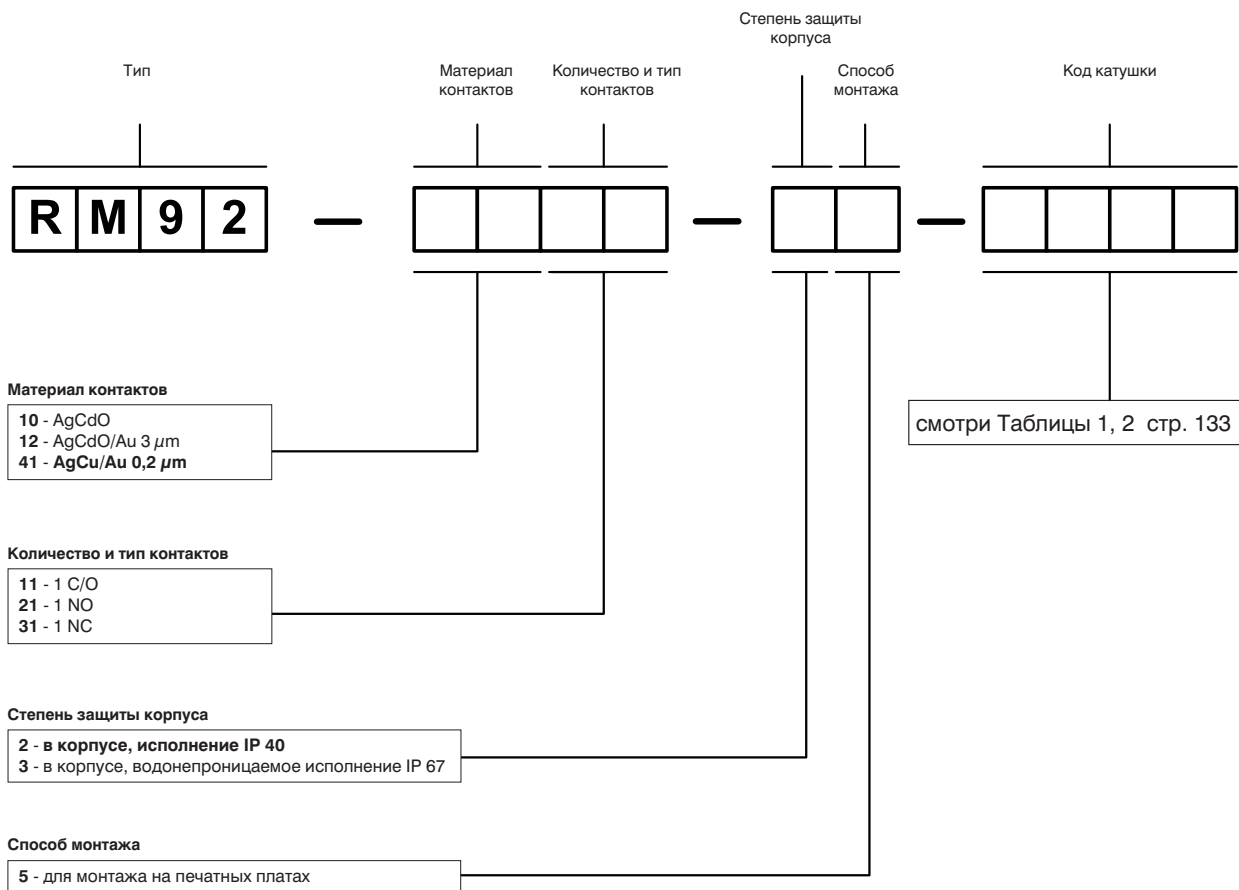 Степень защиты
корпуса
Тип
Материал
контактов
Количество и тип
контактов
Способ
монтажа
Код катушки
RM92 — — —
Материал контактов
10 - AgCdO
12 - AgCdO/Au 3 µm
41 - AgCu/Au 0,2 µm
смотри Таблицы 1, 2 стр. 133
Количество и тип контактов
11 - 1 C/O
21 - 1 NO
31 - 1 NC
Степень защиты корпуса
2 - в корпусе, исполнение IP 40
3 - в корпусе, водонепроницаемое исполнение IP 67
Способ монтажа
5 - для монтажа на печатных платах